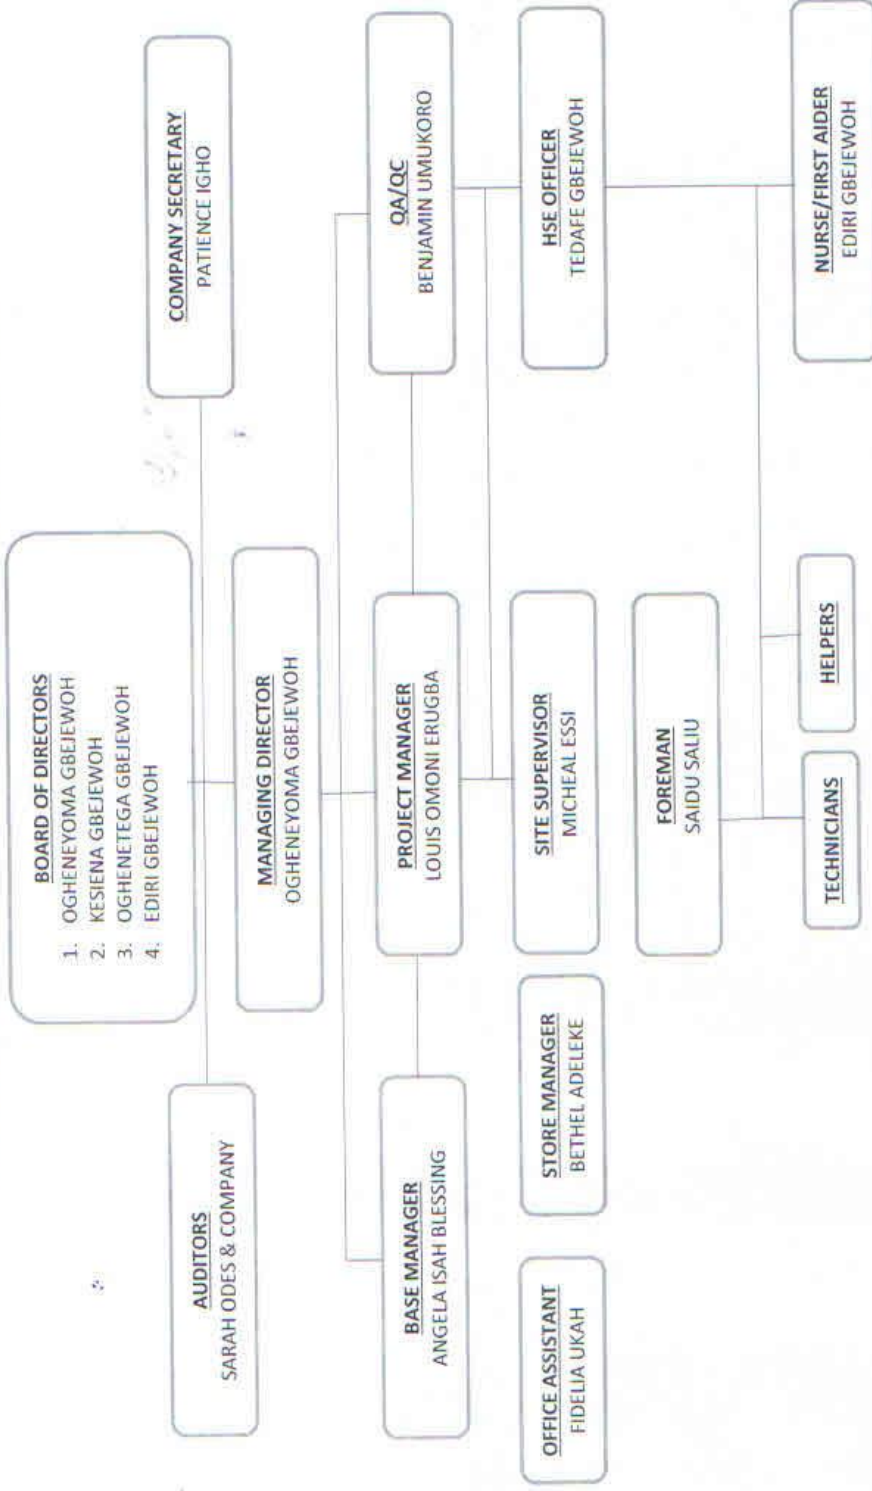 BOARD OF DIRECTORS
1. OGHENEYOMA GBEJEWOH
2. KESIENA GBEJEWOH
3. OGHENETEGA GBEJEWOH
4. EDIRI GBEJEWOH
AUDITORS
SARAH ODES & COMPANY
COMPANY SECRETARY
PATIENCE IGHO
MANAGING DIRECTOR
OGHENEYOMA GBEJEWOH
BASE MANAGER
ANGELA ISAH BLESSING
PROJECT MANAGER
LOUIS OMONI ERUGBA
QA/QC
BENJAMIN UMUKORO
OFFICE ASSISTANT
FIDELIA UKAH
STORE MANAGER
BETHEL ADELEKE
SITE SUPERVISOR
MICHEAL ESSI
HSE OFFICER
TEDAFE GBEJEWOH
FOREMAN
SAIDU SALIU
TECHNICIANS
HELPERS
NURSE/FIRST AIDER
EDIRI GBEJEWOH